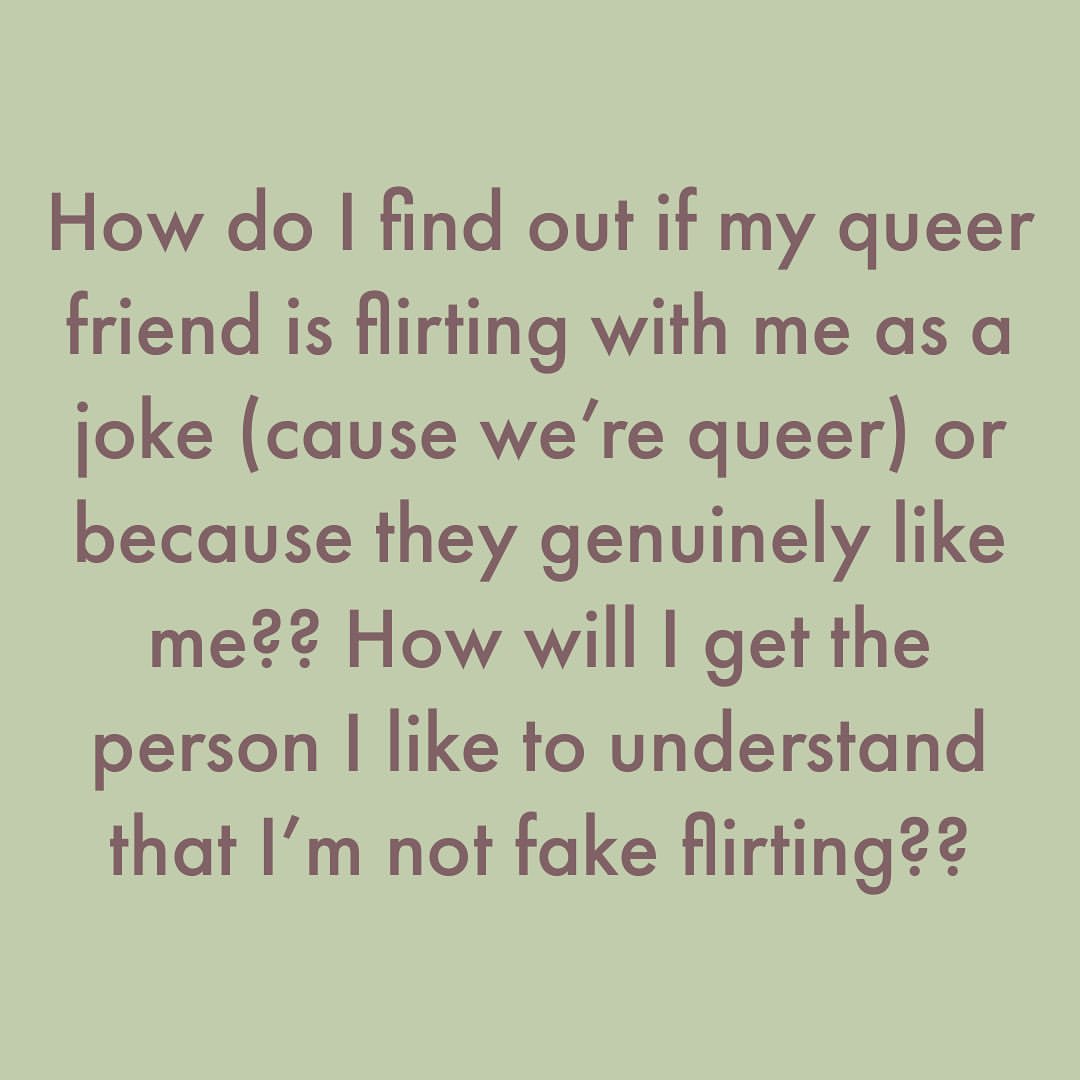 How do I find out if my queer
friend is flirting with me as a
joke (cause we’re queer) or
because they genuinely like
me?? How will I get the
person I like to understand
that I’m not fake flirting??